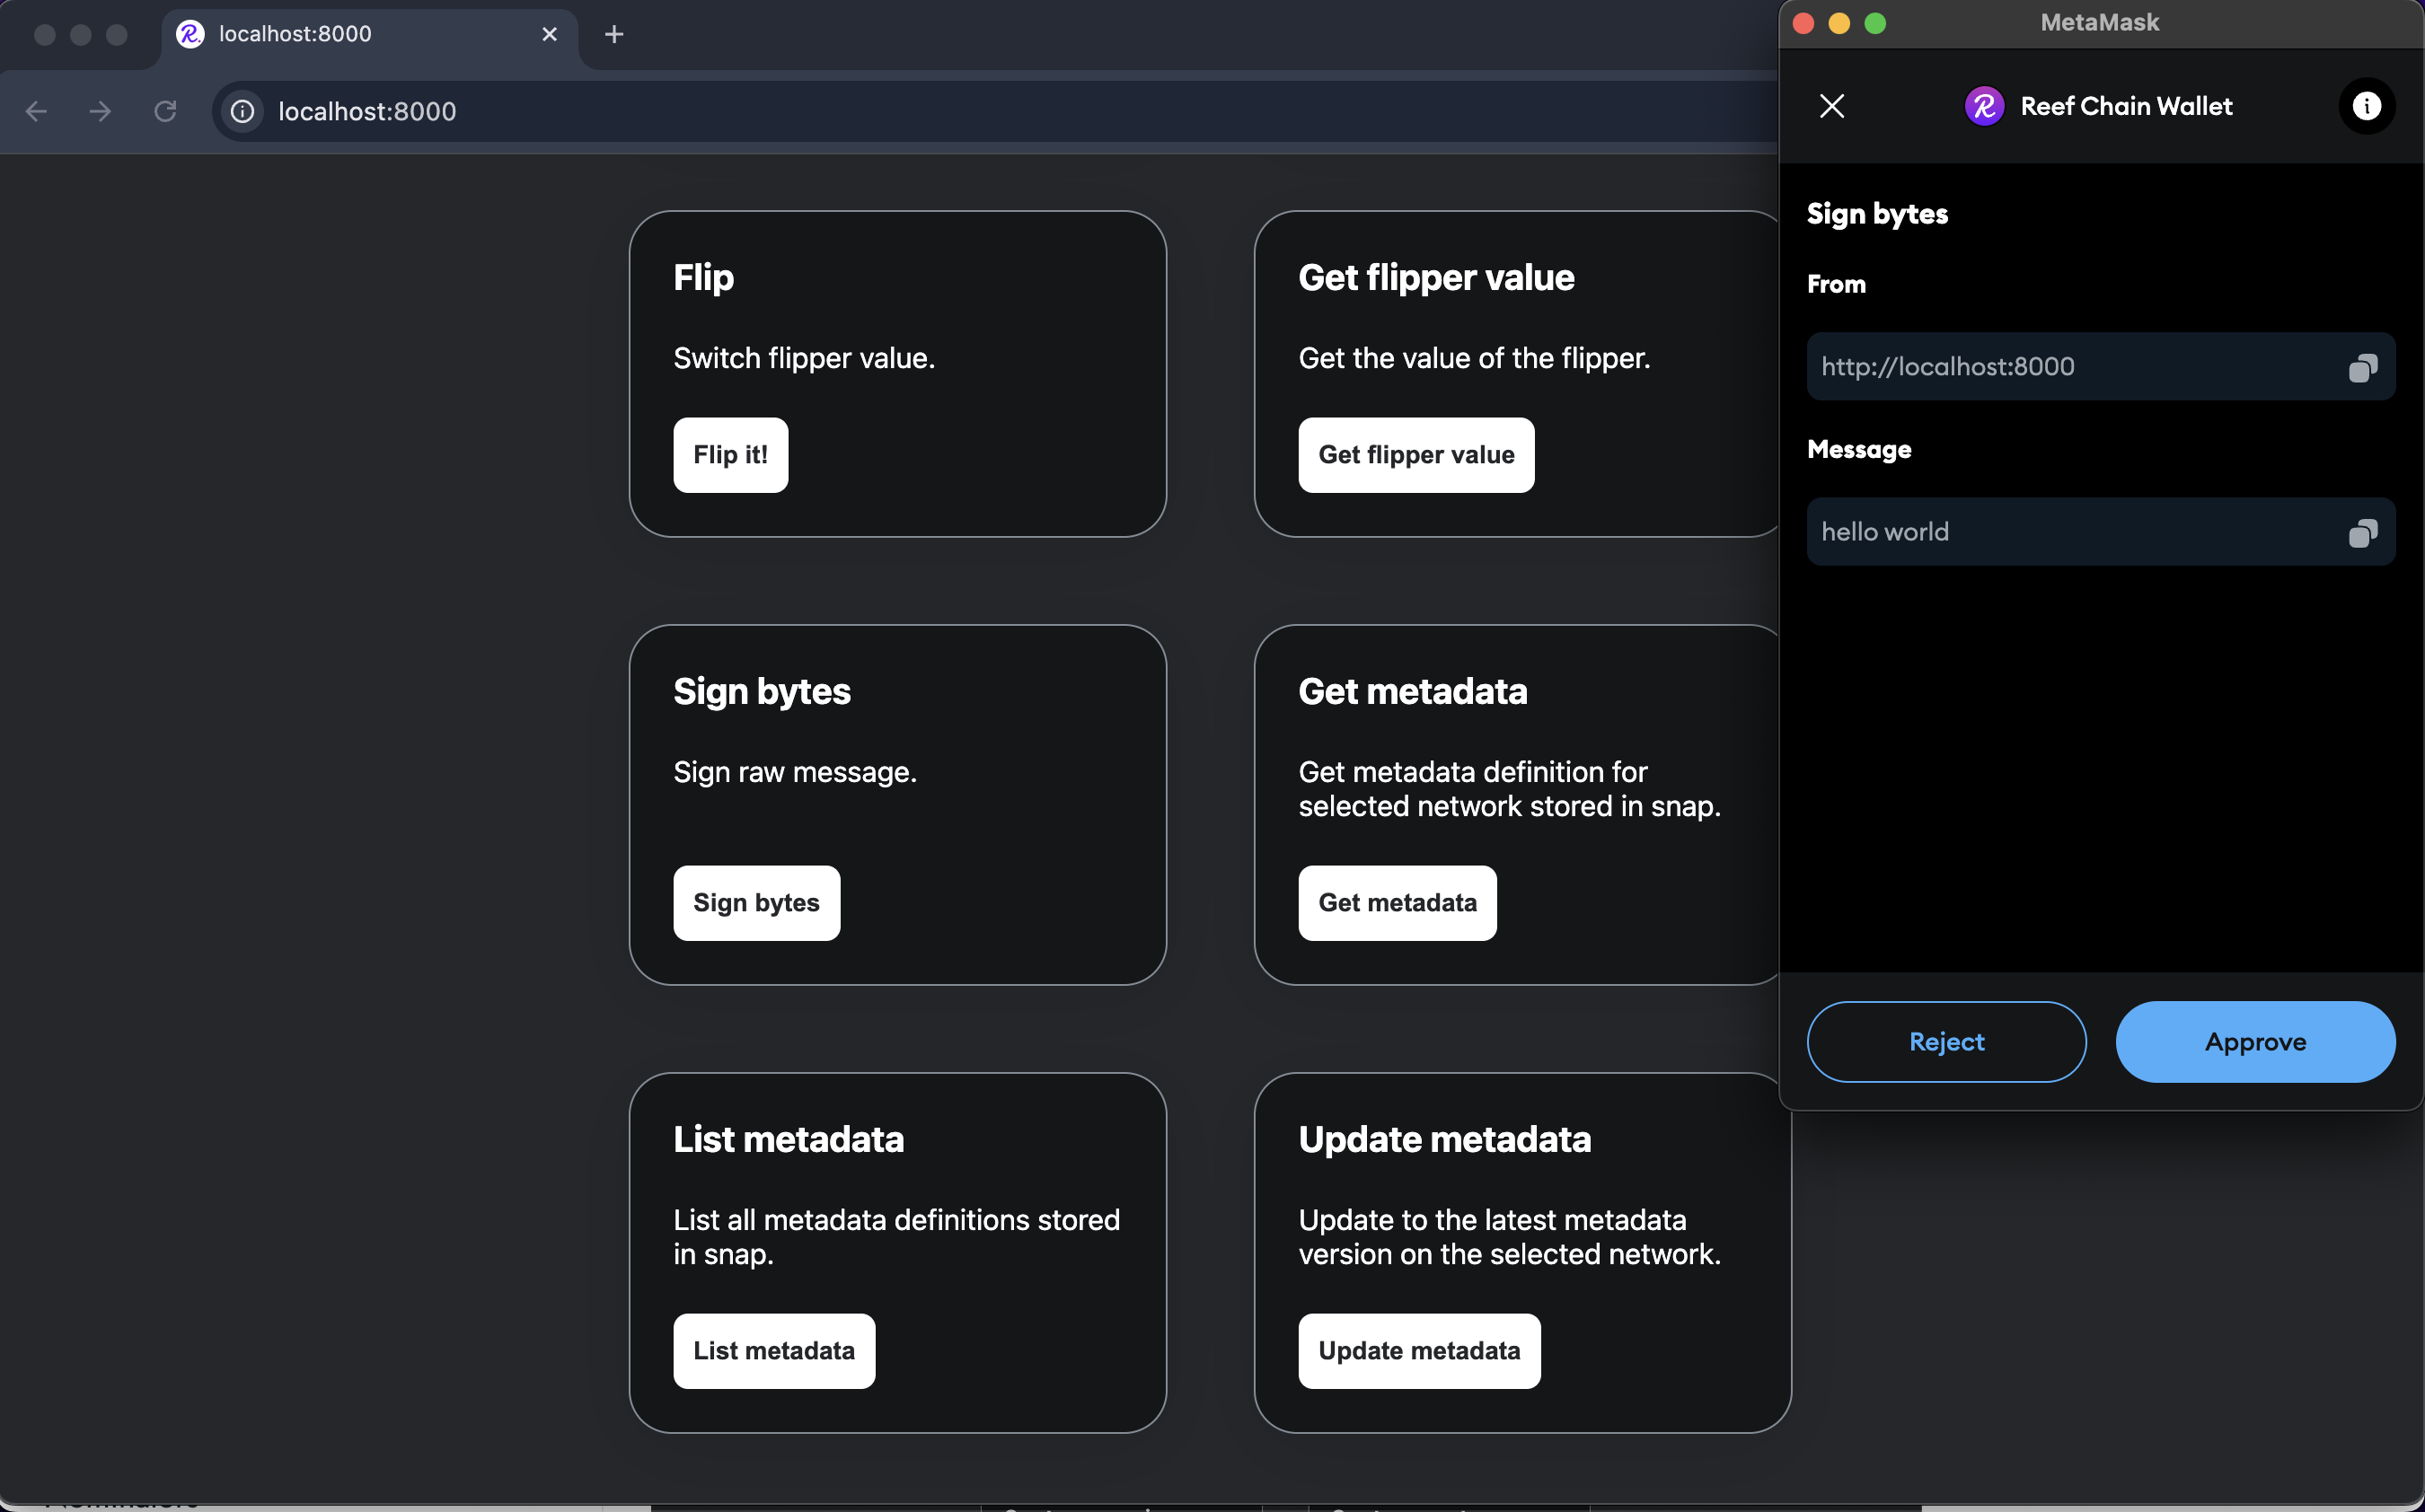 localhost:8000
localhost:8000
Flip
Switch flipper value.
Flip it!
Get flipper value
Get the value of the flipper.
Get flipper value
Sign bytes
Sign raw message.
Sign bytes
Get metadata
Get metadata definition for
selected network stored in snap.
Get metadata
List metadata
List all metadata definitions stored
in snap.
List metadata
Update metadata
Update to the latest metadata
version on the selected network.
Update metadata
MetaMask
Reef Chain Wallet
Sign bytes
From
http://localhost:8000
Message
hello world
Reject
Approve